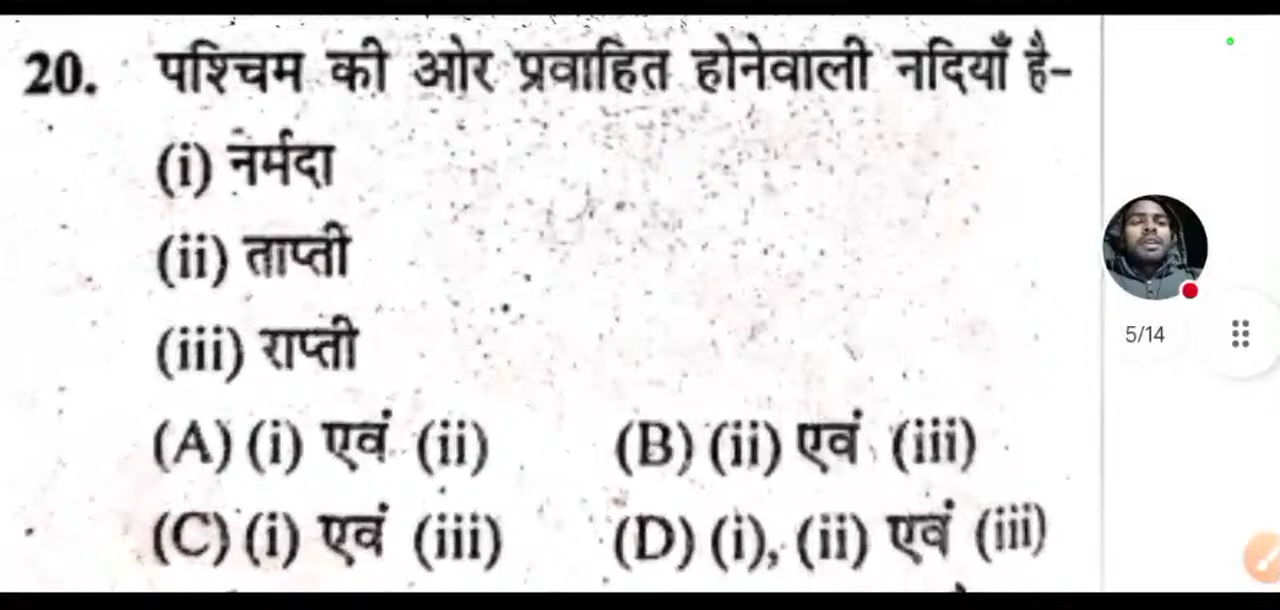 20. पश्चिम की ओर प्रवाहित होनेवाली नदियाँ है-
(i) नर्मदा
(ii) ताप्ती
(iii) राप्ती
(A) (i) एवं (ii) (B) (ii) एवं (iii)
(C) (i) एवं (iii) (D) (i), (ii) एवं (iii)
5/14